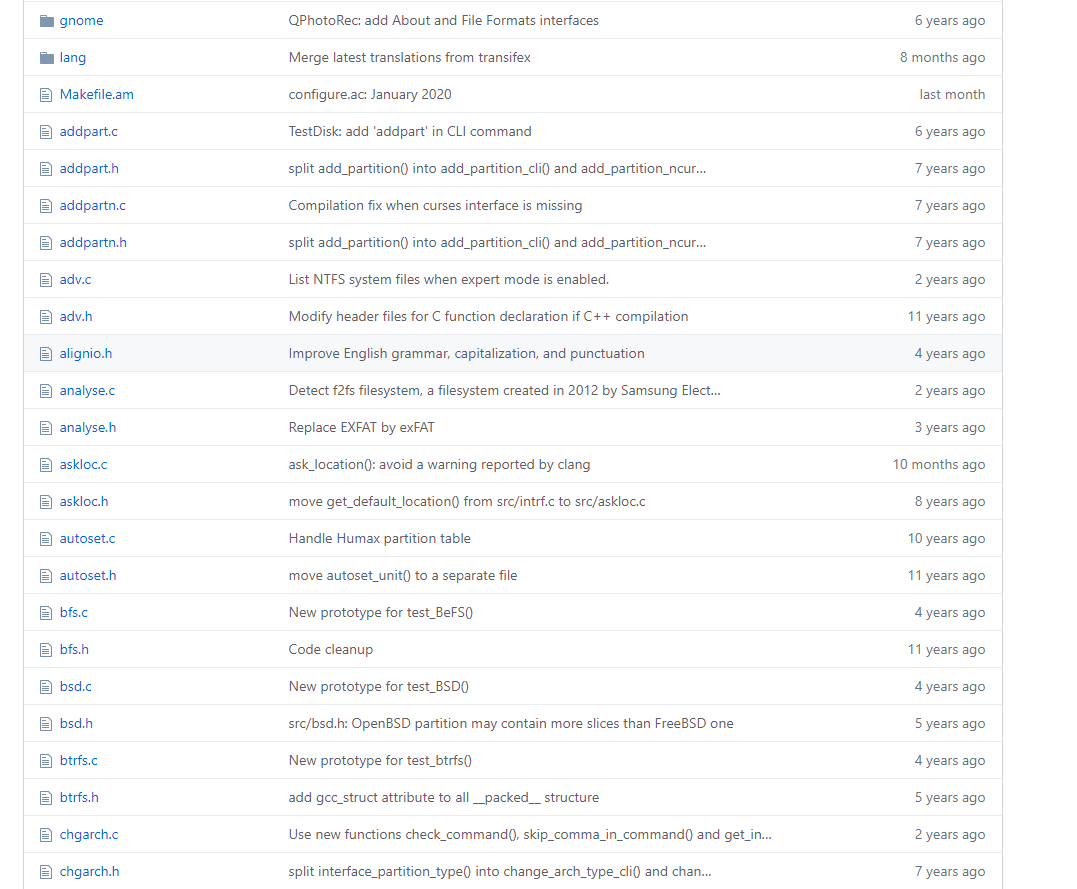 gnome QPhotoRec: add About and File Formats interfaces 6 years ago
lang Merge latest translations from transifex 8 months ago
Makefile.am configure.ac: January 2020 last month
addpart.c TestDisk: add 'addpart' in CLI command 6 years ago
addpart.h split add_partition() into add_partition_cli() and add_partition_ncur... 7 years ago
addpartn.c Compilation fix when curses interface is missing 7 years ago
addpartn.h split add_partition() into add_partition_cli() and add_partition_ncur... 7 years ago
adv.c List NTFS system files when expert mode is enabled. 2 years ago
adv.h Modify header files for C function declaration if C++ compilation 11 years ago
alignio.h Improve English grammar, capitalization, and punctuation 4 years ago
analyse.c Detect f2fs filesystem, a filesystem created in 2012 by Samsung Elect... 2 years ago
analyse.h Replace EXFAT by exFAT 3 years ago
askloc.c ask_location(): avoid a warning reported by clang 10 months ago
askloc.h move get_default_location() from src/intrf.c to src/askloc.c 8 years ago
autoset.c Handle Humax partition table 10 years ago
autoset.h move autoset_unit() to a separate file 11 years ago
bfs.c New prototype for test_BeFS() 4 years ago
bfs.h Code cleanup 11 years ago
bsd.c New prototype for test_BSD() 4 years ago
bsd.h src/bsd.h: OpenBSD partition may contain more slices than FreeBSD one 5 years ago
btrfs.c New prototype for test_btrfs() 4 years ago
btrfs.h add gcc_struct attribute to all __packed__ structure 5 years ago
chgarch.c Use new functions check_command(), skip_comma_in_command() and get_in... 2 years ago
chgarch.h split interface_partition_type() into change_arch_type_cli() and chan... 7 years ago